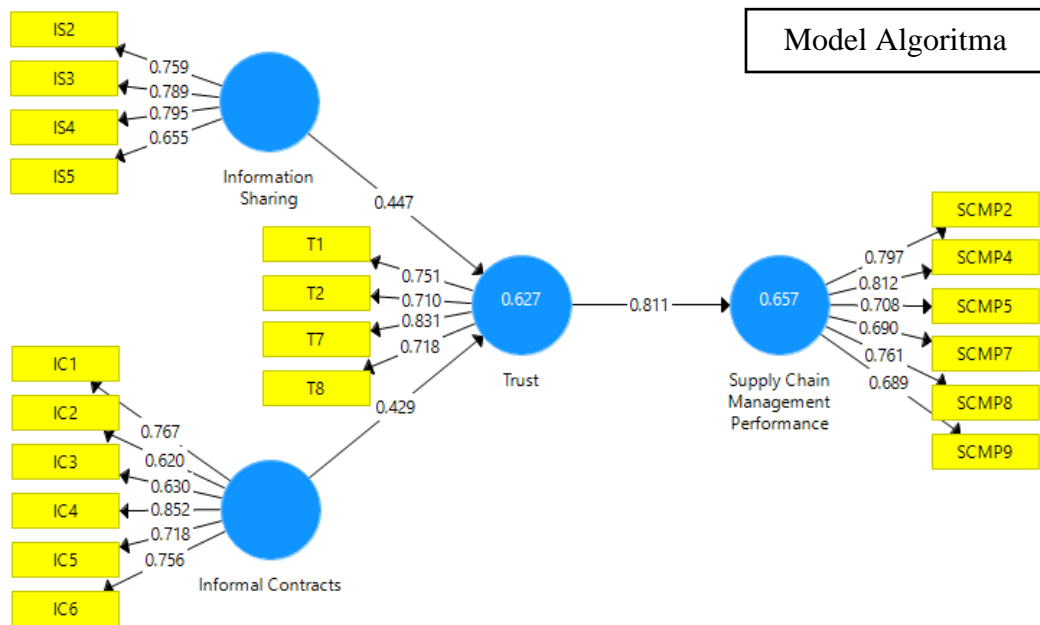 Model Algoritma
IS2
IS3
IS4
IS5
0.759
0.789
0.795
0.655
Information
Sharing
0.447
T1
T2
T7
T8
0.751
0.710
0.831
0.718
0.627
Trust
0.811
0.657
Supply Chain
Management
Performance
0.797
0.812
0.708
0.690
0.761
0.689
SCMP2
SCMP4
SCMP5
SCMP7
SCMP8
SCMP9
IC1
IC2
IC3
IC4
IC5
IC6
0.767
0.620
0.630
0.852
0.718
0.756
0.429
Informal Contracts